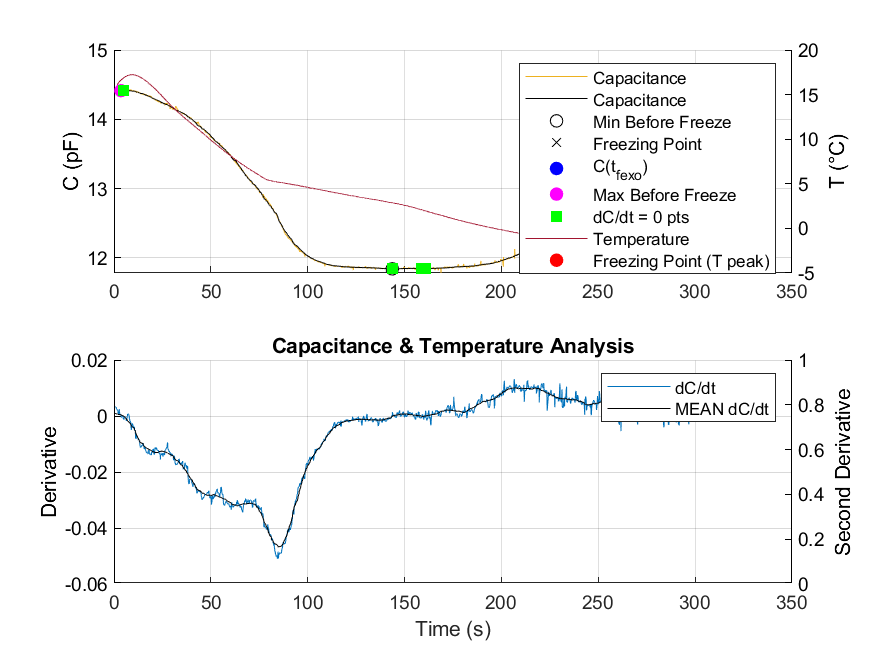 15
14
13
12
C (pF)
20
15
10
5
0
-5
T (°C)
Capacitance
Capacitance
Min Before Freeze
Freezing Point
C(t_fexo)
Max Before Freeze
dC/dt = 0 pts
Temperature
Freezing Point (T peak)
0 50 100 150 200 250 300 350
Capacitance & Temperature Analysis
0.02
0
-0.02
-0.04
-0.06
Derivative
1
0.8
0.6
0.4
0.2
0
Second Derivative
dC/dt
MEAN dC/dt
0 50 100 150 200 250 300 350
Time (s)